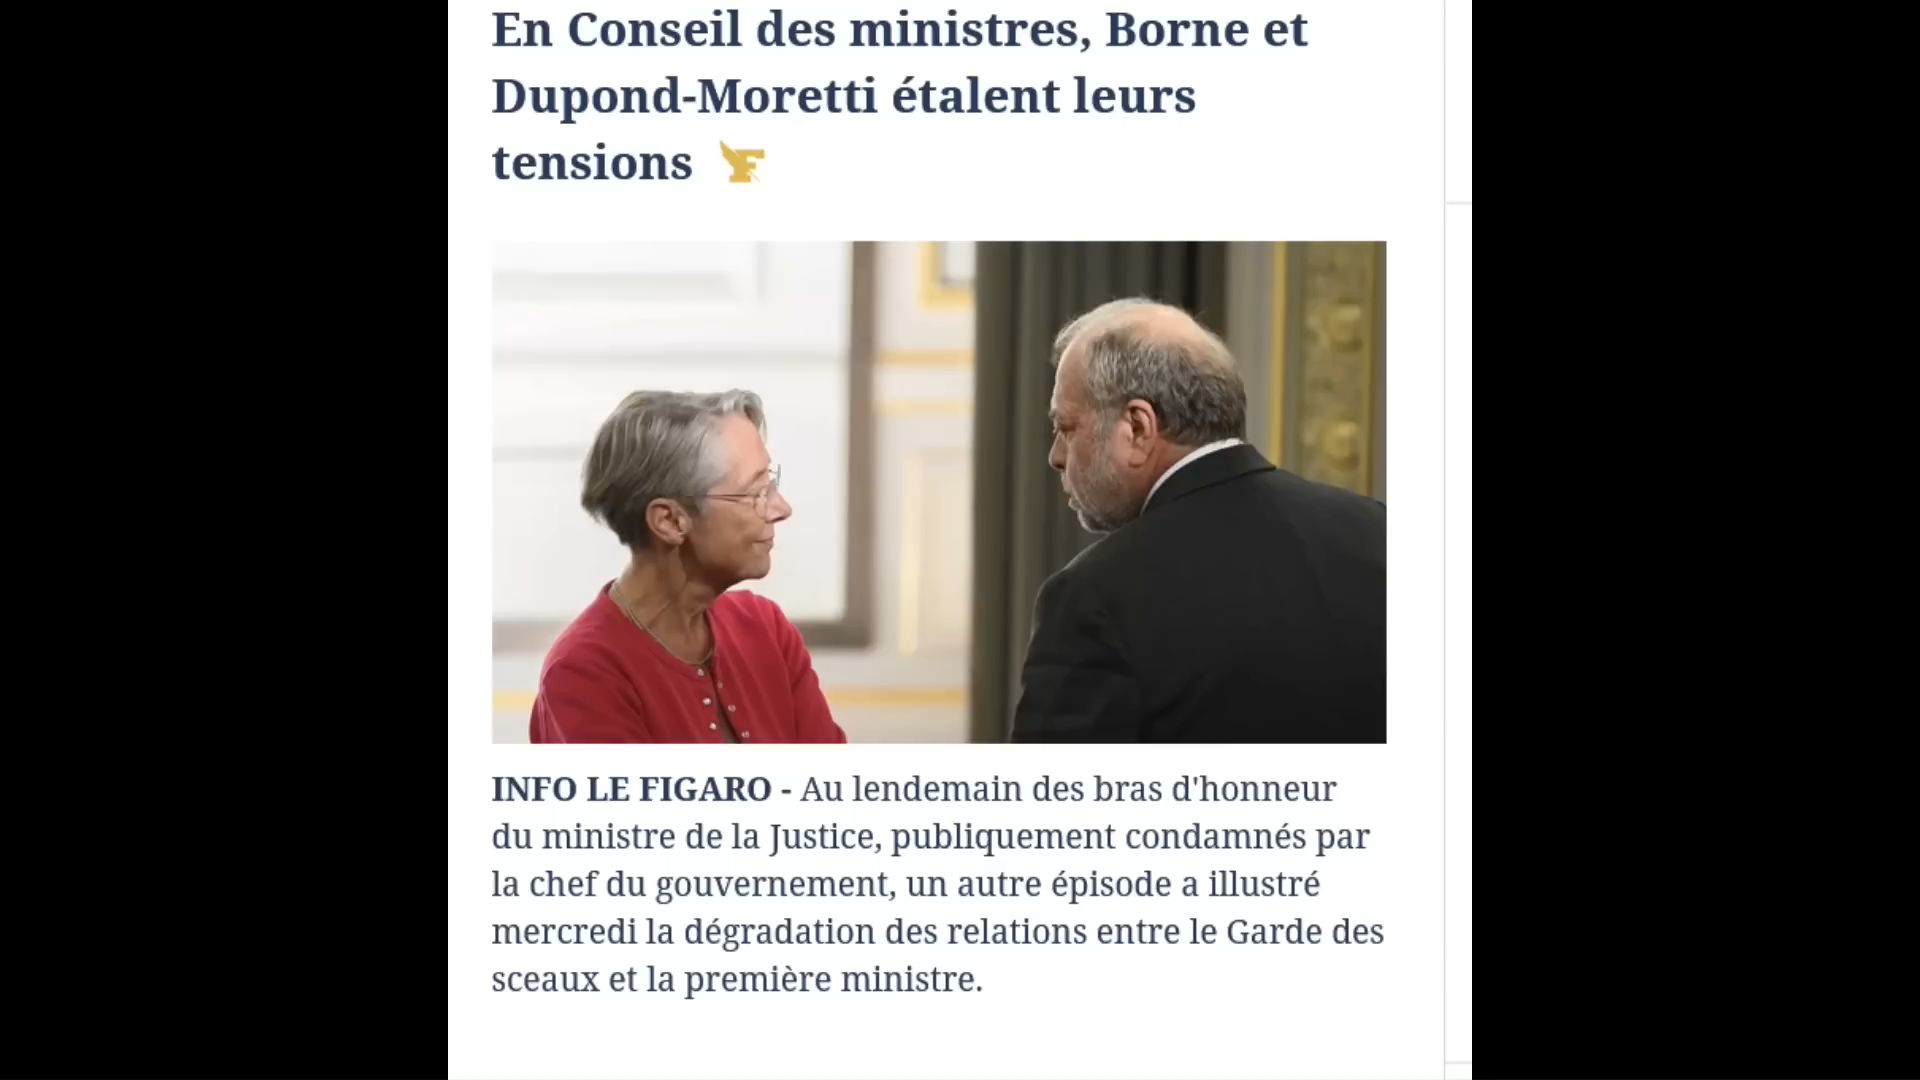 En Conseil des ministres, Borne et
Dupond-Moretti étalent leurs
tensions
INFO LE FIGARO - Au lendemain des bras d'honneur
du ministre de la Justice, publiquement condamnés par
la chef du gouvernement, un autre épisode a illustré
mercredi la dégradation des relations entre le Garde des
sceaux et la première ministre.